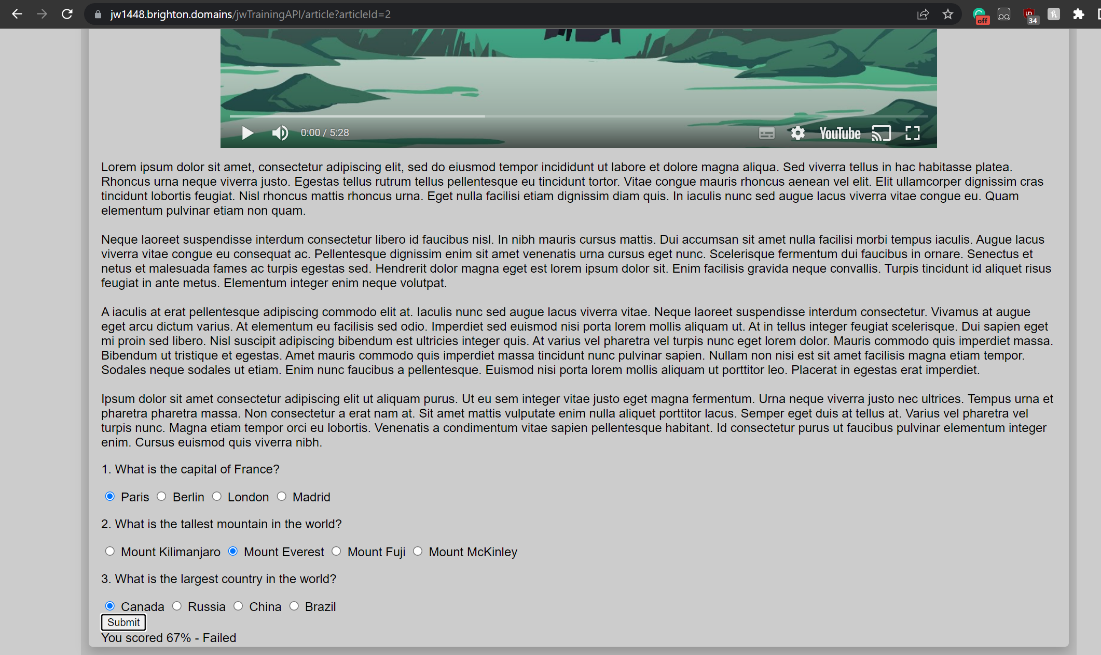 jw1448.brighton.domains/jwTrainingAPI/article?articleId=2
off
34
0:00 / 5:28
YouTube
Lorem ipsum dolor sit amet, consectetur adipiscing elit, sed do eiusmod tempor incididunt ut labore et dolore magna aliqua. Sed viverra tellus in hac habitasse platea.
Rhoncus urna neque viverra justo. Egestas tellus rutrum tellus pellentesque eu tincidunt tortor. Vitae congue mauris rhoncus aenean vel elit. Elit ullamcorper dignissim cras
tincidunt lobortis feugiat. Nisl rhoncus mattis rhoncus urna. Eget nulla facilisi etiam dignissim diam quis. In iaculis nunc sed augue lacus viverra vitae congue eu. Quam
elementum pulvinar etiam non quam.
Neque laoreet suspendisse interdum consectetur libero id faucibus nisl. In nibh mauris cursus mattis. Dui accumsan sit amet nulla facilisi morbi tempus iaculis. Augue lacus
viverra vitae congue eu consequat ac. Pellentesque dignissim enim sit amet venenatis urna cursus eget nunc. Scelerisque fermentum dui faucibus in ornare. Senectus et
netus et malesuada fames ac turpis egestas sed. Hendrerit dolor magna eget est lorem ipsum dolor sit. Enim facilisis gravida neque convallis. Turpis tincidunt id aliquet risus
feugiat in ante metus. Elementum integer enim neque volutpat.
A iaculis at erat pellentesque adipiscing commodo elit at. Iaculis nunc sed augue lacus viverra vitae. Neque laoreet suspendisse interdum consectetur. Vivamus at augue
eget arcu dictum varius. At elementum eu facilisis sed odio. Imperdiet sed euismod nisi porta lorem mollis aliquam ut. At in tellus integer feugiat scelerisque. Dui sapien eget
mi proin sed libero. Nisl suscipit adipiscing bibendum est ultricies integer quis. At varius vel pharetra vel turpis nunc eget lorem dolor. Mauris commodo quis imperdiet massa.
Bibendum ut tristique et egestas. Amet mauris commodo quis imperdiet massa tincidunt nunc pulvinar sapien. Nullam non nisi est sit amet facilisis magna etiam tempor.
Sodales neque sodales ut etiam. Enim nunc faucibus a pellentesque. Euismod nisi porta lorem mollis aliquam ut porttitor leo. Placerat in egestas erat imperdiet.
Ipsum dolor sit amet consectetur adipiscing elit ut aliquam purus. Ut eu sem integer vitae justo eget magna fermentum. Urna neque viverra justo nec ultrices. Tempus urna et
pharetra pharetra massa. Non consectetur a erat nam at. Sit amet mattis vulputate enim nulla aliquet porttitor lacus. Semper eget duis at tellus at. Varius vel pharetra vel
turpis nunc. Magna etiam tempor orci eu lobortis. Venenatis a condimentum vitae sapien pellentesque habitant. Id consectetur purus ut faucibus pulvinar elementum integer
enim. Cursus euismod quis viverra nibh.
1. What is the capital of France?
Paris Berlin London Madrid
2. What is the tallest mountain in the world?
Mount Kilimanjaro Mount Everest Mount Fuji Mount McKinley
3. What is the largest country in the world?
Canada Russia China Brazil
Submit
You scored 67% - Failed